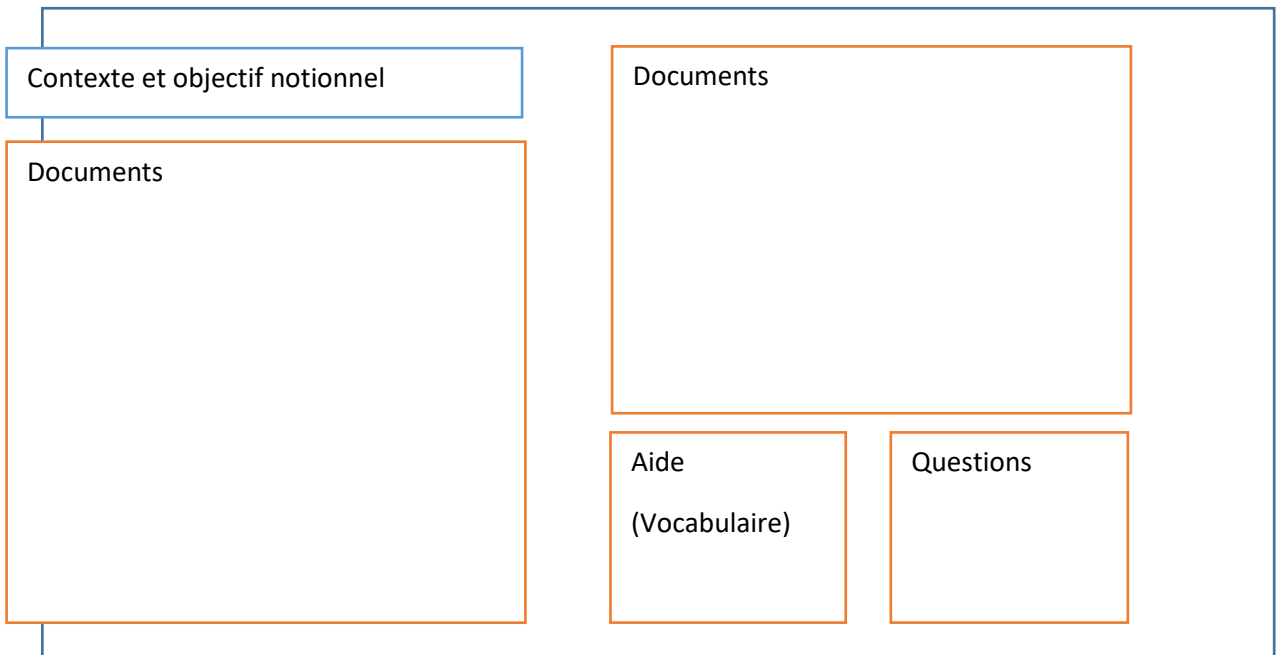 Contexte et objectif notionnel
Documents
Documents
Aide
(Vocabulaire)
Questions